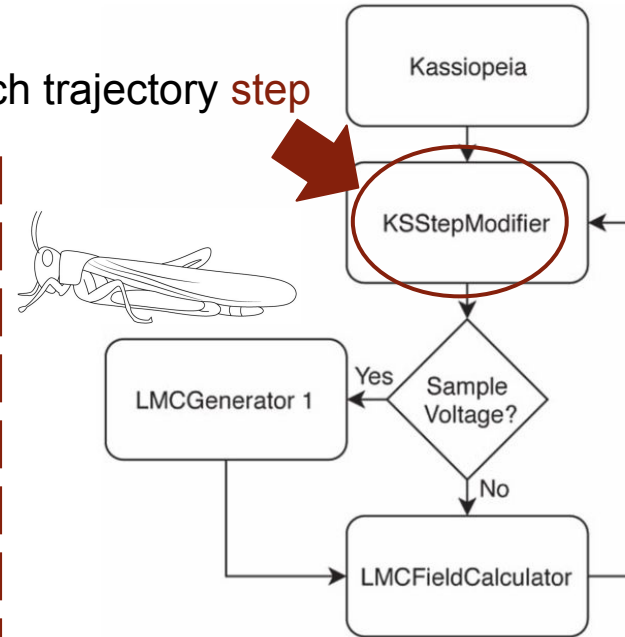 Kassiopeia
ch trajectory step
KSStepModifier
Yes
Sample
Voltage?
LMCGenerator 1
No
LMCFieldCalculator